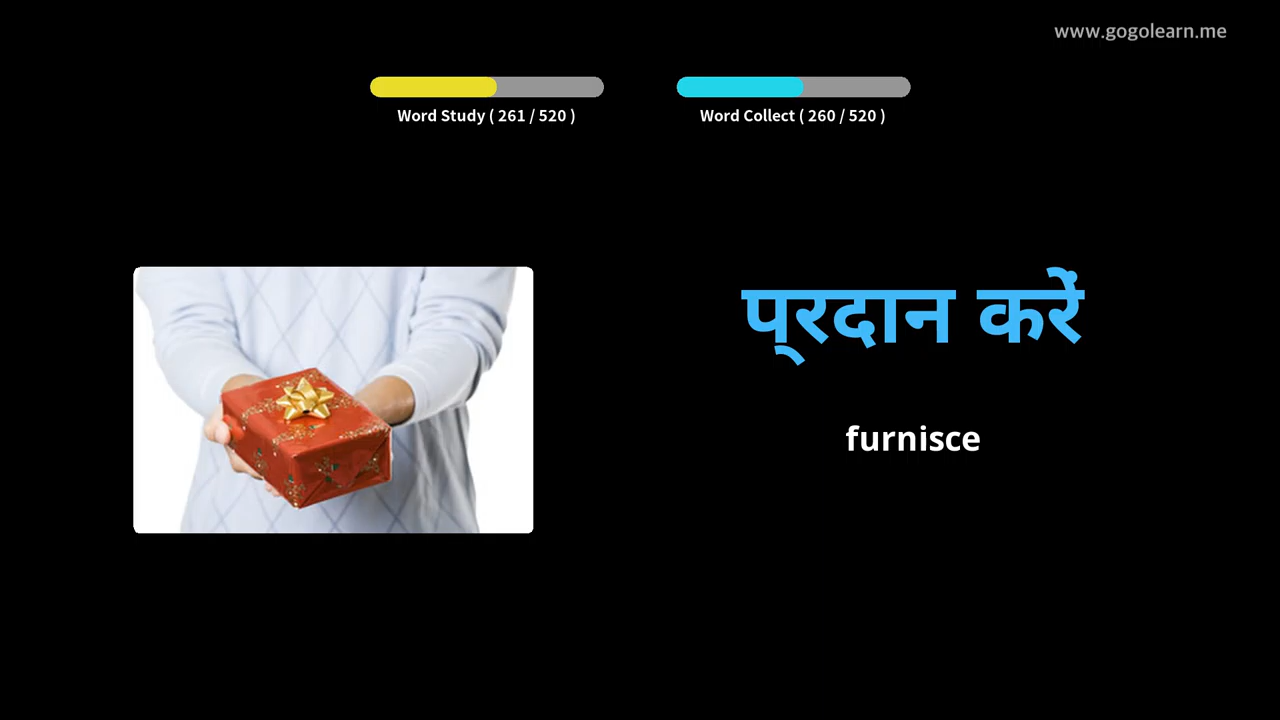 www.gogolearn.me
Word Study ( 261 / 520 )
Word Collect ( 260 / 520 )
प्रदान करें
furnisce